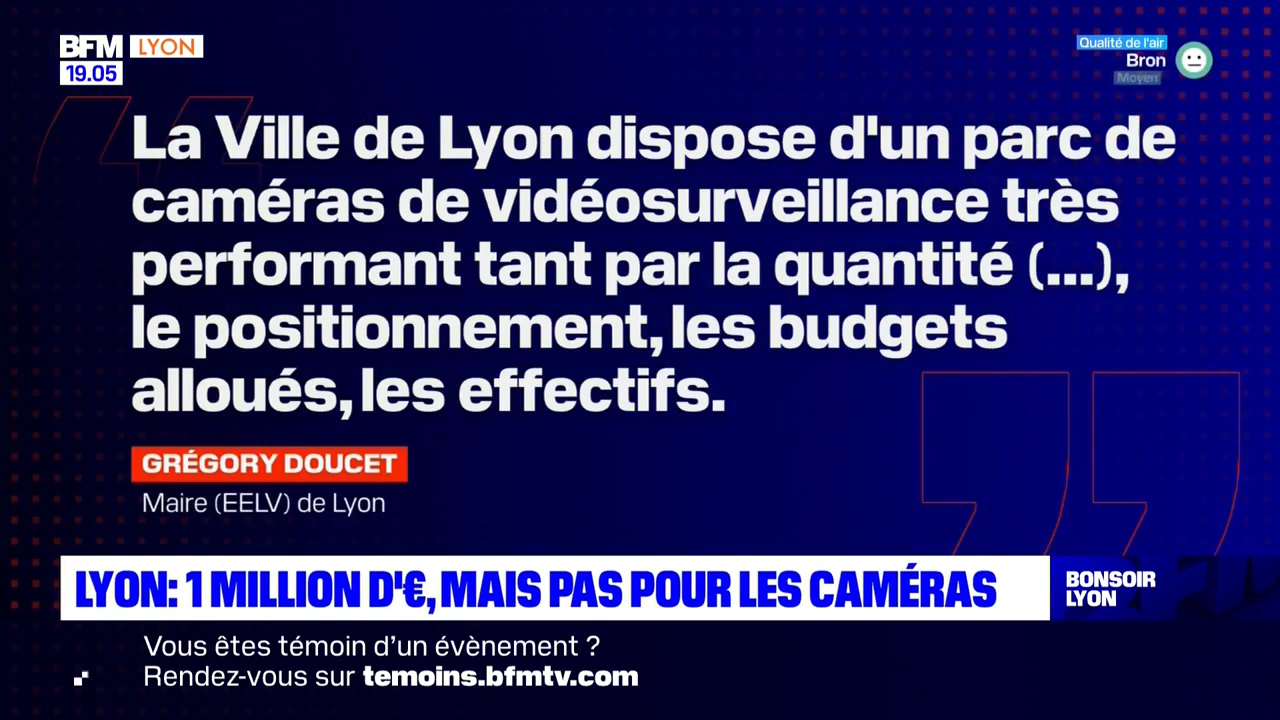 BFM LYON
19.05
Qualité de l'air
Bron
Moyen
La Ville de Lyon dispose d'un parc de
caméras de vidéosurveillance très
performant tant par la quantité (...),
le positionnement, les budgets
alloués, les effectifs.
GRÉGORY DOUCET
Maire (EELV) de Lyon
LYON: 1 MILLION D'€, MAIS PAS POUR LES CAMÉRAS
BONSOIR
LYON
Vous êtes témoin d’un évènement ?
Rendez-vous sur temoins.bfmtv.com